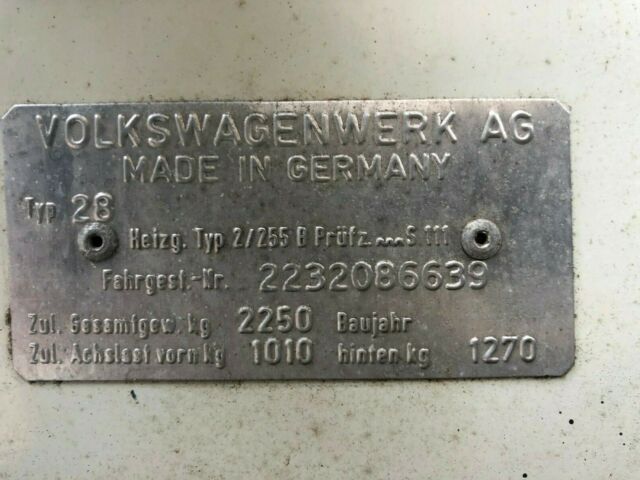 VOLKSWAGENWERK AG
MADE IN GERMANY
Typ 28
Heizg. Typ 2/255 B Prüfz. ~~~S 111
Fahrgest.-Nr. 2232086639
Zul. Gesamtgew. kg 2250 Baujahr
Zul. Achslast vorn kg 1010 hinten kg 1270